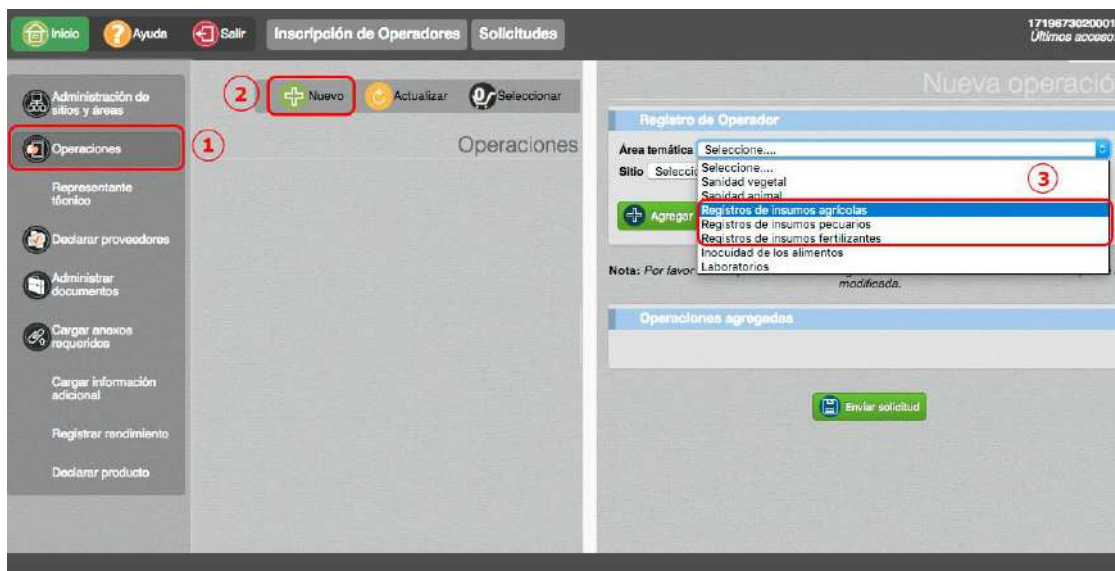 Inicio
Ayuda
Salir
Inscripción de Operadores
Solicitudes
1719673020001
Últimos acceso:
Administración de
sitios y áreas
Operaciones
Representante
técnico
Declarar proveedores
Administrar
documentos
Cargar anexos
requeridos
Cargar información
adicional
Registrar rendimiento
Declarar producto
1
2
Nuevo
Actualizar
Seleccionar
Operaciones
Nueva operació
Registro de Operador
Área temática
Seleccione....
Sitio
Selecci
Seleccione....
Sanidad vegetal
Sanidad animal
Registros de insumos agrícolas
Registros de insumos pecuarios
Registros de insumos fertilizantes
Inocuidad de los alimentos
Laboratorios
3
Agregar
Nota: Por favor
modificada.
Operaciones agregadas
Enviar solicitud